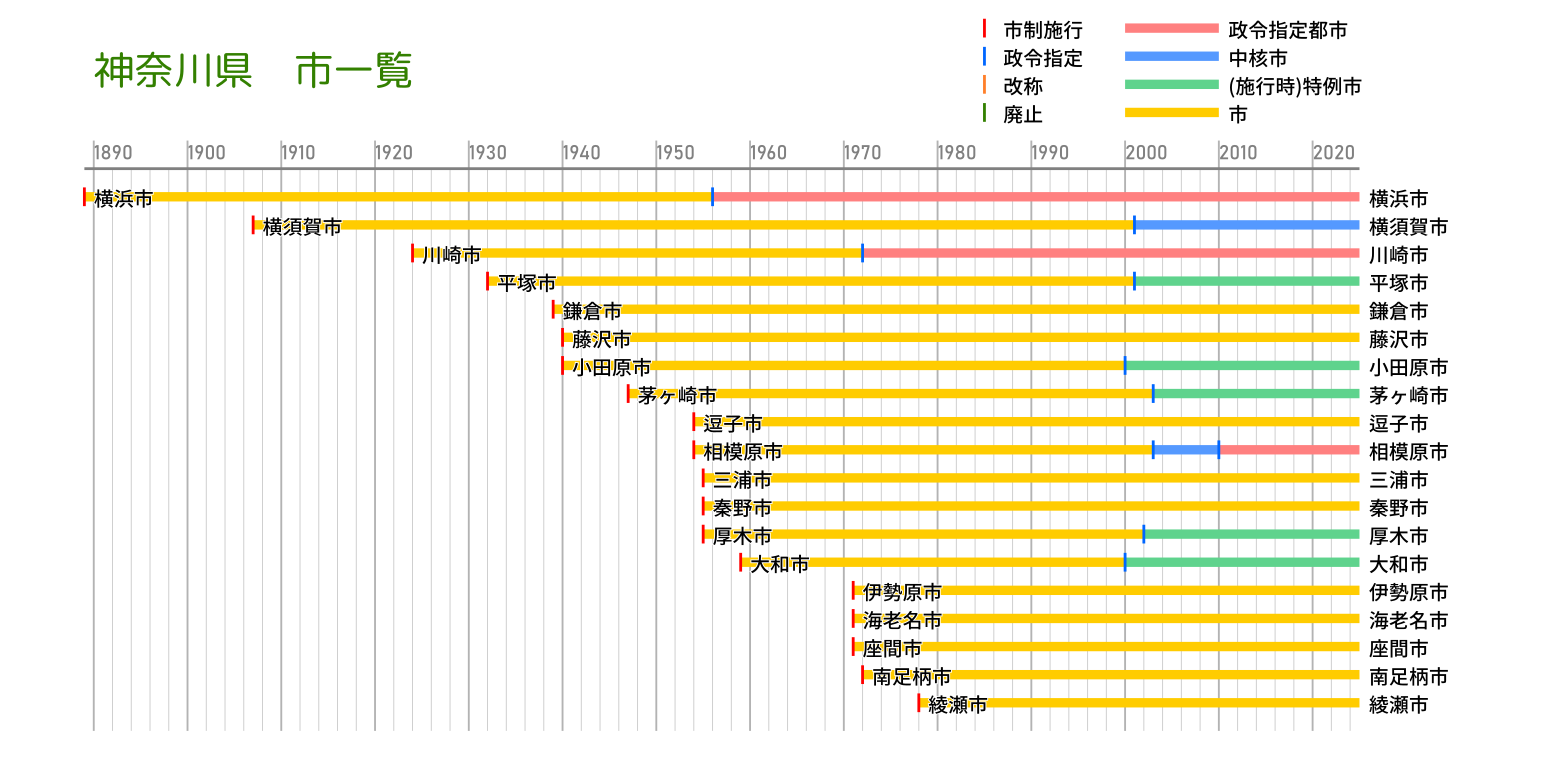 神奈川県　市一覧
市制施行 政令指定都市
政令指定 中核市
改称 (施行時)特例市
廃止 市
1890 1900 1910 1920 1930 1940 1950 1960 1970 1980 1990 2000 2010 2020
横浜市 横浜市
横須賀市 横須賀市
川崎市 川崎市
平塚市 平塚市
鎌倉市 鎌倉市
藤沢市 藤沢市
小田原市 小田原市
茅ヶ崎市 茅ヶ崎市
逗子市 逗子市
相模原市 相模原市
三浦市 三浦市
秦野市 秦野市
厚木市 厚木市
大和市 大和市
伊勢原市 伊勢原市
海老名市 海老名市
座間市 座間市
南足柄市 南足柄市
綾瀬市 綾瀬市